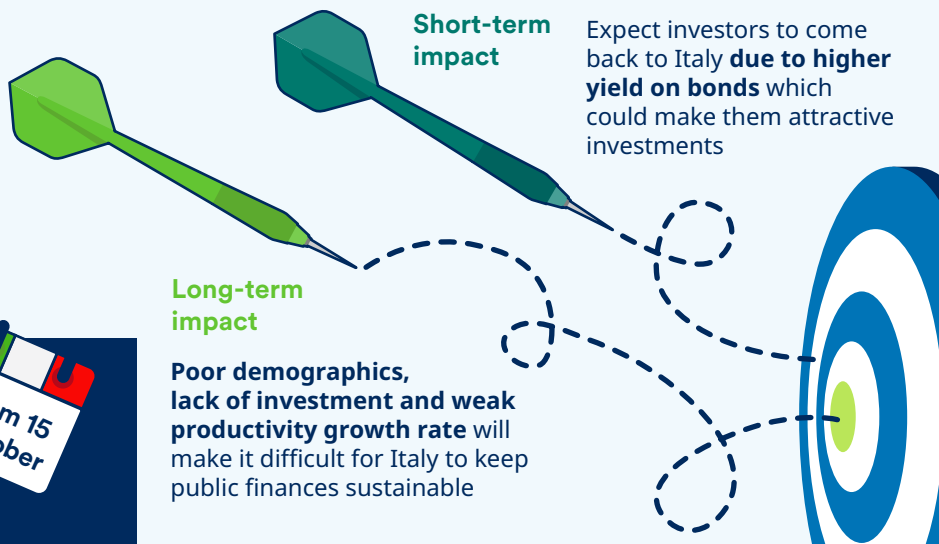 Short-term
impact
Expect investors to come
back to Italy due to higher
yield on bonds which
could make them attractive
investments
Long-term
impact
Poor demographics,
lack of investment and weak
productivity growth rate will
make it difficult for Italy to keep
public finances sustainable
15